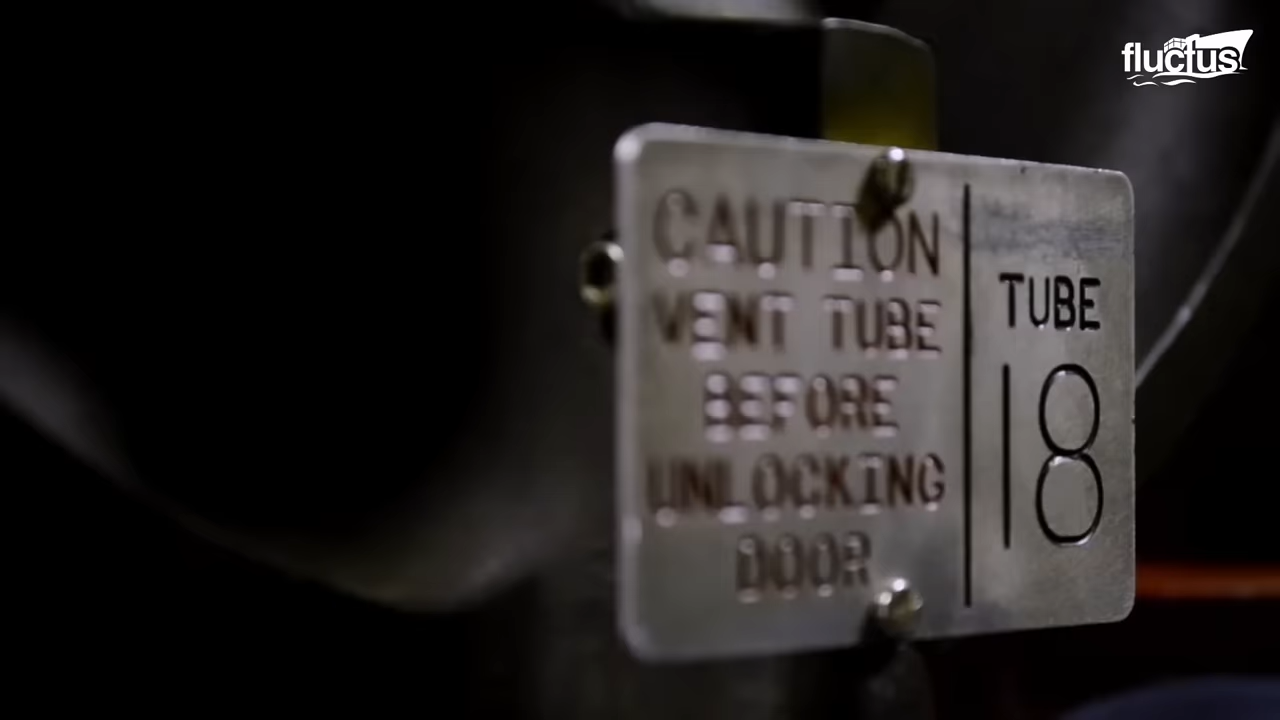 fluctus
CAUTION
VENT TUBE
BEFORE
UNLOCKING
DOOR
TUBE
18